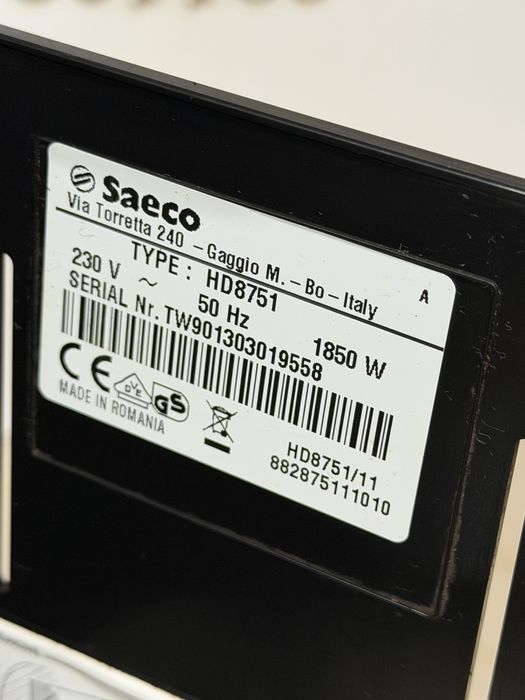 Saeco
Via Torretta 240 - Gaggio M. - Bo - Italy
A
TYPE : HD8751
230 V ~ 50 Hz 1850 W
SERIAL Nr. TW901303019558
CE DVE GS
MADE IN ROMANIA
HD8751/11
882875111010